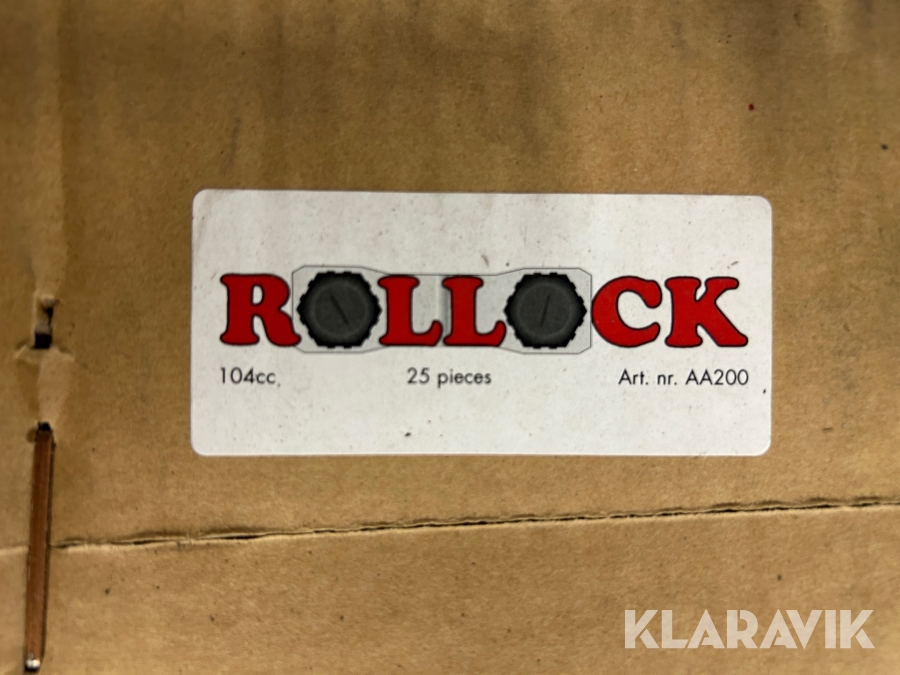 ROLLOCK
104cc
25 pieces
Art. nr. AA200
KLARAVIK